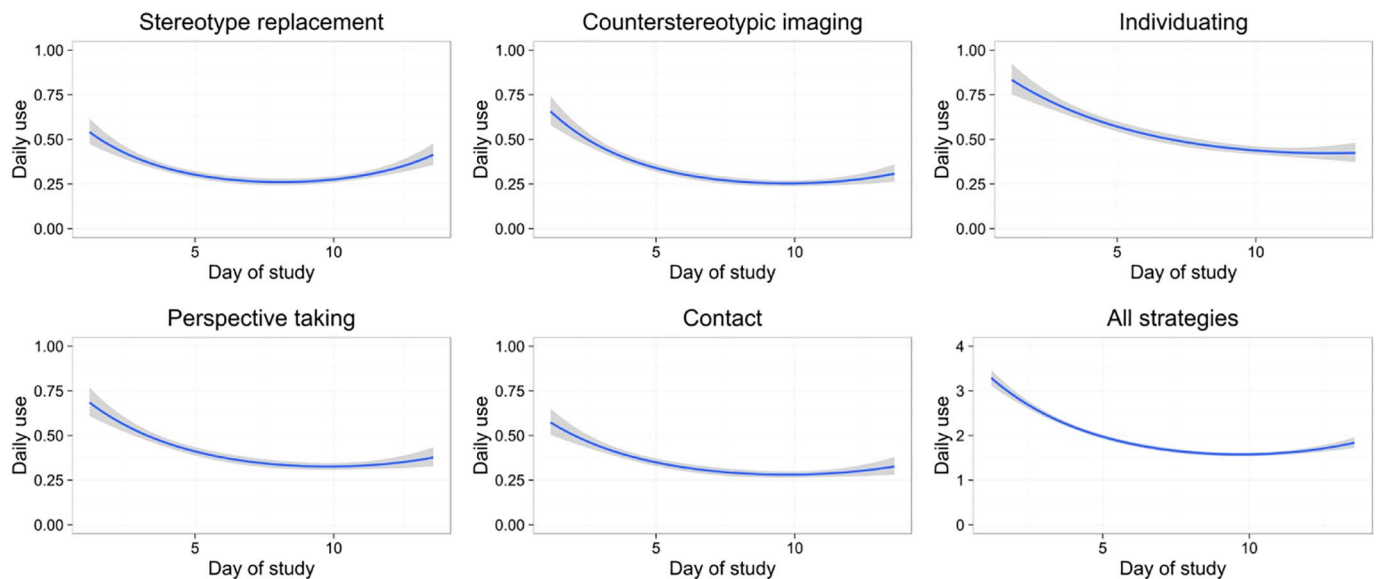 Stereotype replacement
1.00
0.75
0.50
0.25
0.00
Daily use
5 10
Day of study
Counterstereotypic imaging
1.00
0.75
0.50
0.25
0.00
Daily use
5 10
Day of study
Individuating
1.00
0.75
0.50
0.25
0.00
Daily use
5 10
Day of study
Perspective taking
1.00
0.75
0.50
0.25
0.00
Daily use
5 10
Day of study
Contact
1.00
0.75
0.50
0.25
0.00
Daily use
5 10
Day of study
All strategies
4
3
2
1
0
Daily use
5 10
Day of study